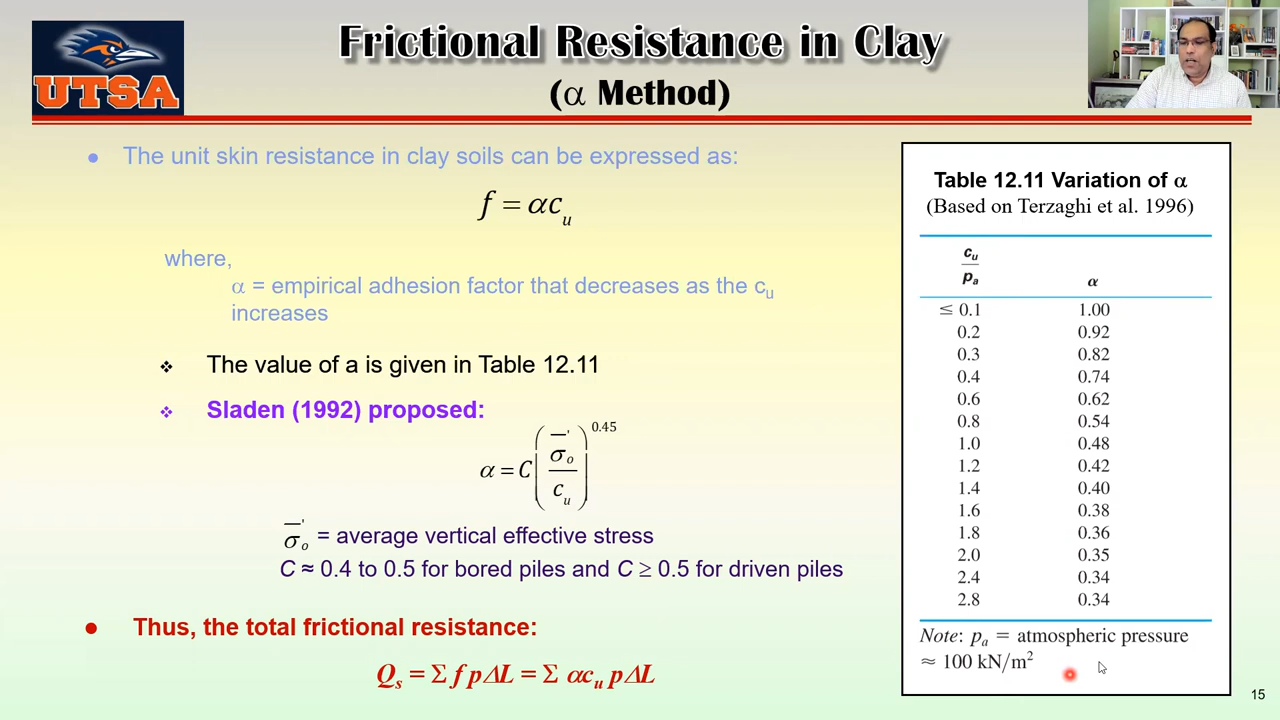 UTSA
Frictional Resistance in Clay
(α Method)
• The unit skin resistance in clay soils can be expressed as:
f = αc_u
where,
α = empirical adhesion factor that decreases as the c_u
increases
❖ The value of a is given in Table 12.11
❖ Sladen (1992) proposed:
α = C(σ̄'_o / c_u)^0.45
σ̄'_o = average vertical effective stress
C ≈ 0.4 to 0.5 for bored piles and C ≥ 0.5 for driven piles
• Thus, the total frictional resistance:
Q_s = Σ f pΔL = Σ αc_u pΔL
Table 12.11 Variation of α
(Based on Terzaghi et al. 1996)
c_u / p_a α
≤ 0.1 1.00
0.2 0.92
0.3 0.82
0.4 0.74
0.6 0.62
0.8 0.54
1.0 0.48
1.2 0.42
1.4 0.40
1.6 0.38
1.8 0.36
2.0 0.35
2.4 0.34
2.8 0.34
Note: p_a = atmospheric pressure
≈ 100 kN/m²
15